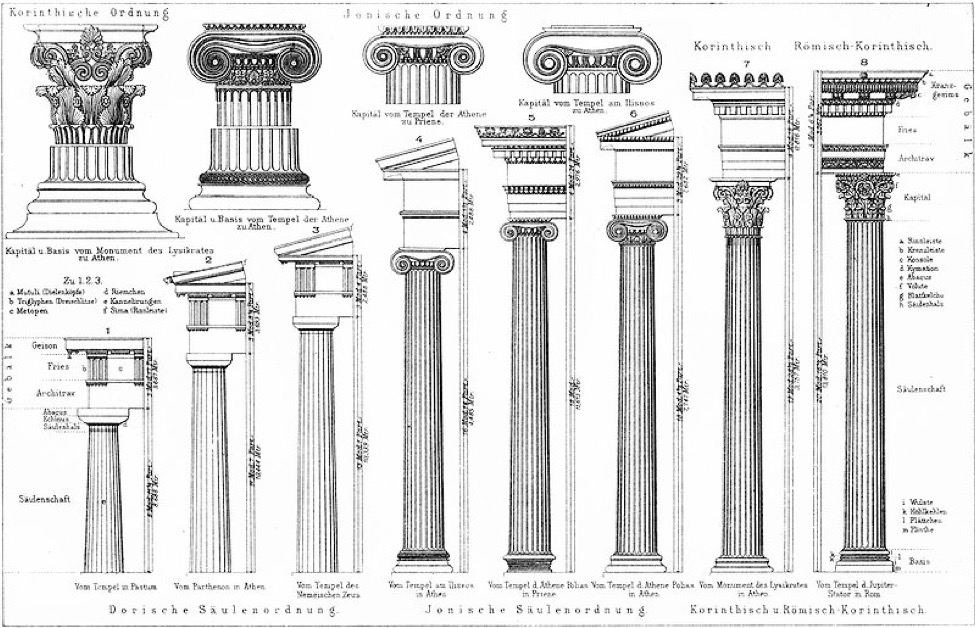 Korinthische Ordnung
Jonische Ordnung
Kapitäl u. Basis vom Monument des Lysikrates
zu Athen.
Kapitäl u. Basis vom Tempel der Athene
zu Athen.
Kapitäl vom Tempel der Athene
zu Priene.
Kapitäl vom Tempel am Ilissos
zu Athen.
Korinthisch
Römisch-Korinthisch.
Zu 1.2.3.
a Mutuli (Dielenköpfe)
b Triglyphen (Dreischlitze)
c Metopen
d Riemchen
e Kannelirungen
f Sima (Rinnleiste)
1
2
3
4
5
6
7
8
Gebälk
Geison
Fries
b
c
Architrav
Abacus
Echinus
Säulenhals
d
Säulenschaft
e
Gebälk
Kranz-
gesims
Fries
Architrav
Kapitäl
a Rinnleiste
b Kranzleiste
c Konsole
d Kymation
e Abacus
f Volute
g Blattkelche
h Säulenhals
Säulenschaft
i Wulste
k Hohlkehlen
l Plättchen
m Plinthe
Basis
Vom Tempel in Pästum
Vom Parthenon in Athen.
Vom Tempel des
Nemeischen Zeus.
Vom Tempel am Ilissos
in Athen
Vom Tempel d. Athene Polias
in Priene
Vom Tempel d. Athene Polias
in Athen
Vom Monument des Lysikrates
in Athen
Vom Tempel d. Jupiter-
Stator in Rom
Dorische Säulenordnung.
Jonische Säulenordnung.
Korinthisch u. Römisch-Korinthisch.